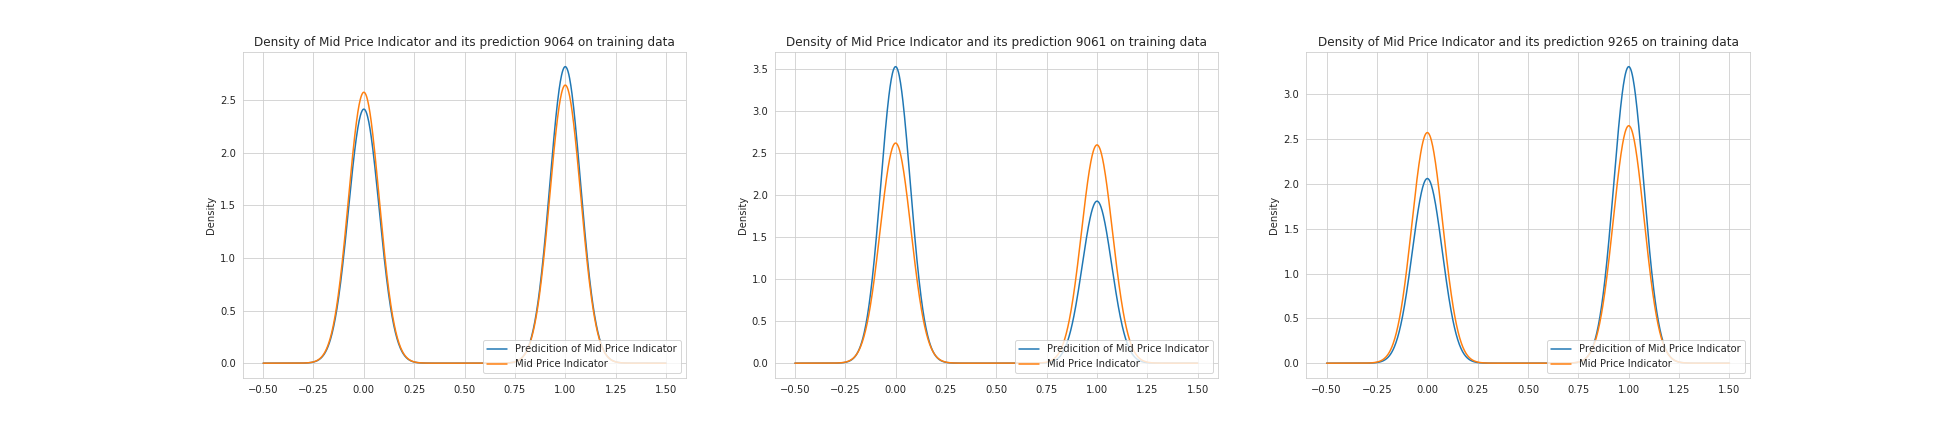 Density of Mid Price Indicator and its prediction 9064 on training data
Density
2.5
2.0
1.5
1.0
0.5
0.0
−0.50 −0.25 0.00 0.25 0.50 0.75 1.00 1.25 1.50
Predicition of Mid Price Indicator
Mid Price Indicator
Density of Mid Price Indicator and its prediction 9061 on training data
Density
3.5
3.0
2.5
2.0
1.5
1.0
0.5
0.0
−0.50 −0.25 0.00 0.25 0.50 0.75 1.00 1.25 1.50
Predicition of Mid Price Indicator
Mid Price Indicator
Density of Mid Price Indicator and its prediction 9265 on training data
Density
3.0
2.5
2.0
1.5
1.0
0.5
0.0
−0.50 −0.25 0.00 0.25 0.50 0.75 1.00 1.25 1.50
Predicition of Mid Price Indicator
Mid Price Indicator